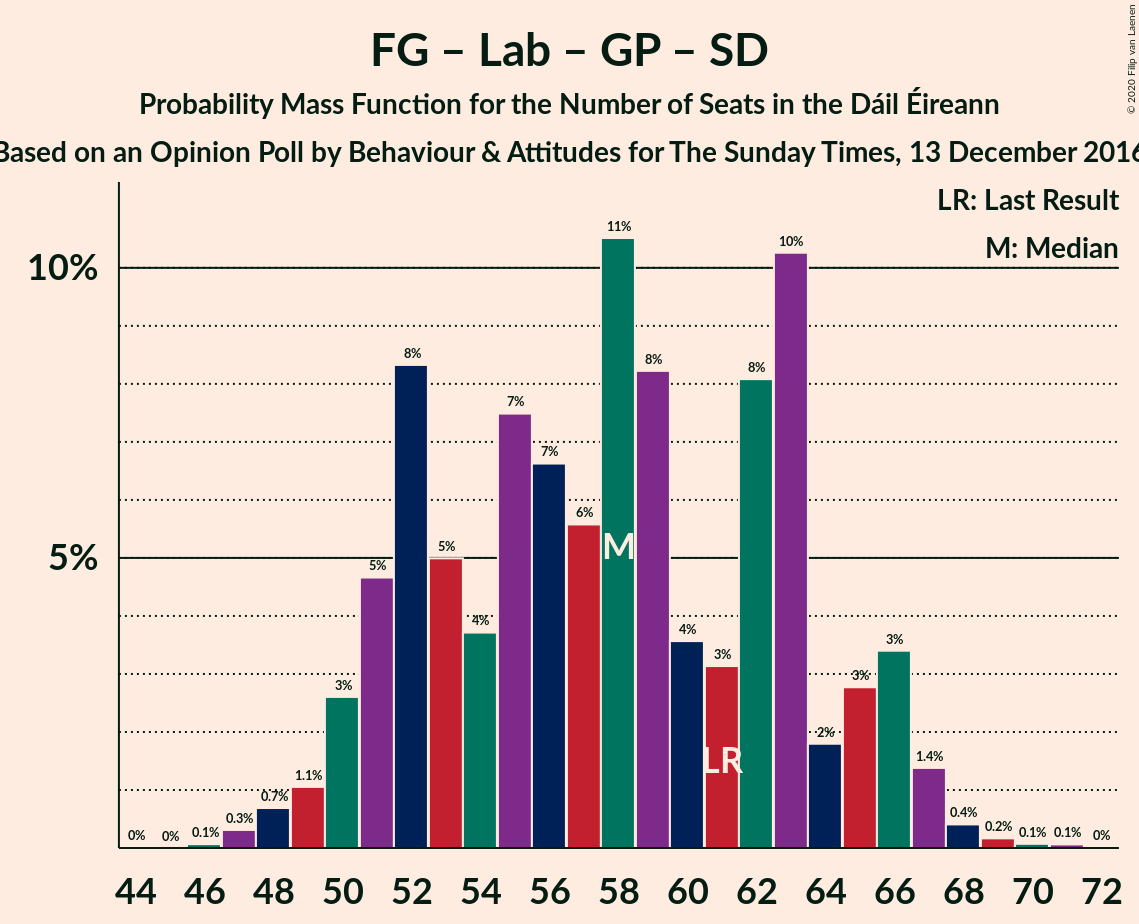 FG – Lab – GP – SD
Probability Mass Function for the Number of Seats in the Dáil Éireann
Based on an Opinion Poll by Behaviour & Attitudes for The Sunday Times, 13 December 2016
© 2020 Filip van Laenen
LR: Last Result
M: Median
10%
5%
0% 0% 0.1% 0.3% 0.7% 1.1% 3% 5% 8% 5% 4% 7% 7% 6% 11% 8% 4% 3% 8% 10% 2% 3% 3% 1.4% 0.4% 0.2% 0.1% 0.1% 0%
M
LR
44 46 48 50 52 54 56 58 60 62 64 66 68 70 72